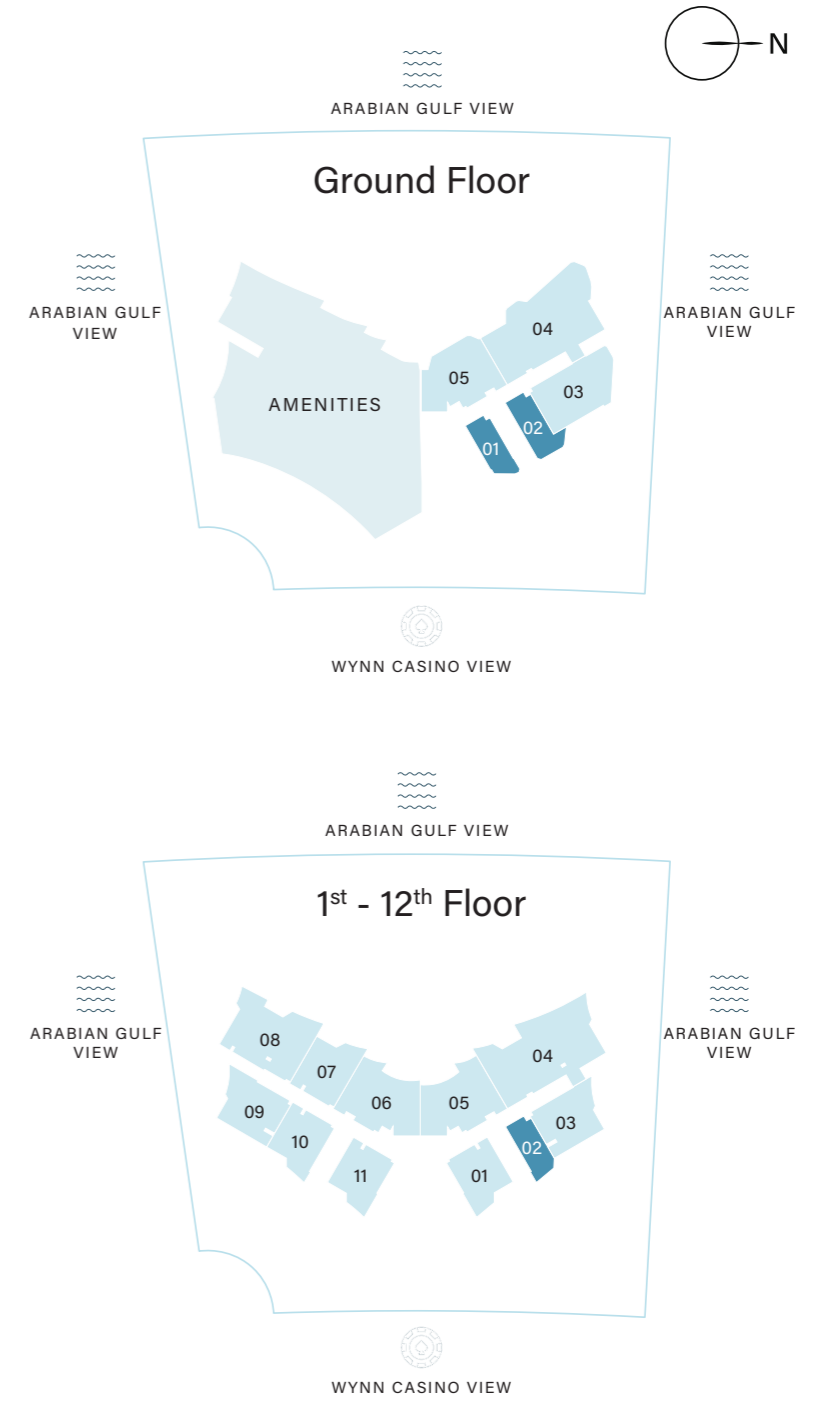 N
ARABIAN GULF VIEW
Ground Floor
ARABIAN GULF
VIEW
ARABIAN GULF
VIEW
04
05
03
AMENITIES
02
01
WYNN CASINO VIEW
ARABIAN GULF VIEW
1st - 12th Floor
ARABIAN GULF
VIEW
ARABIAN GULF
VIEW
08
04
07
06
05
09
03
10
02
11
01
WYNN CASINO VIEW